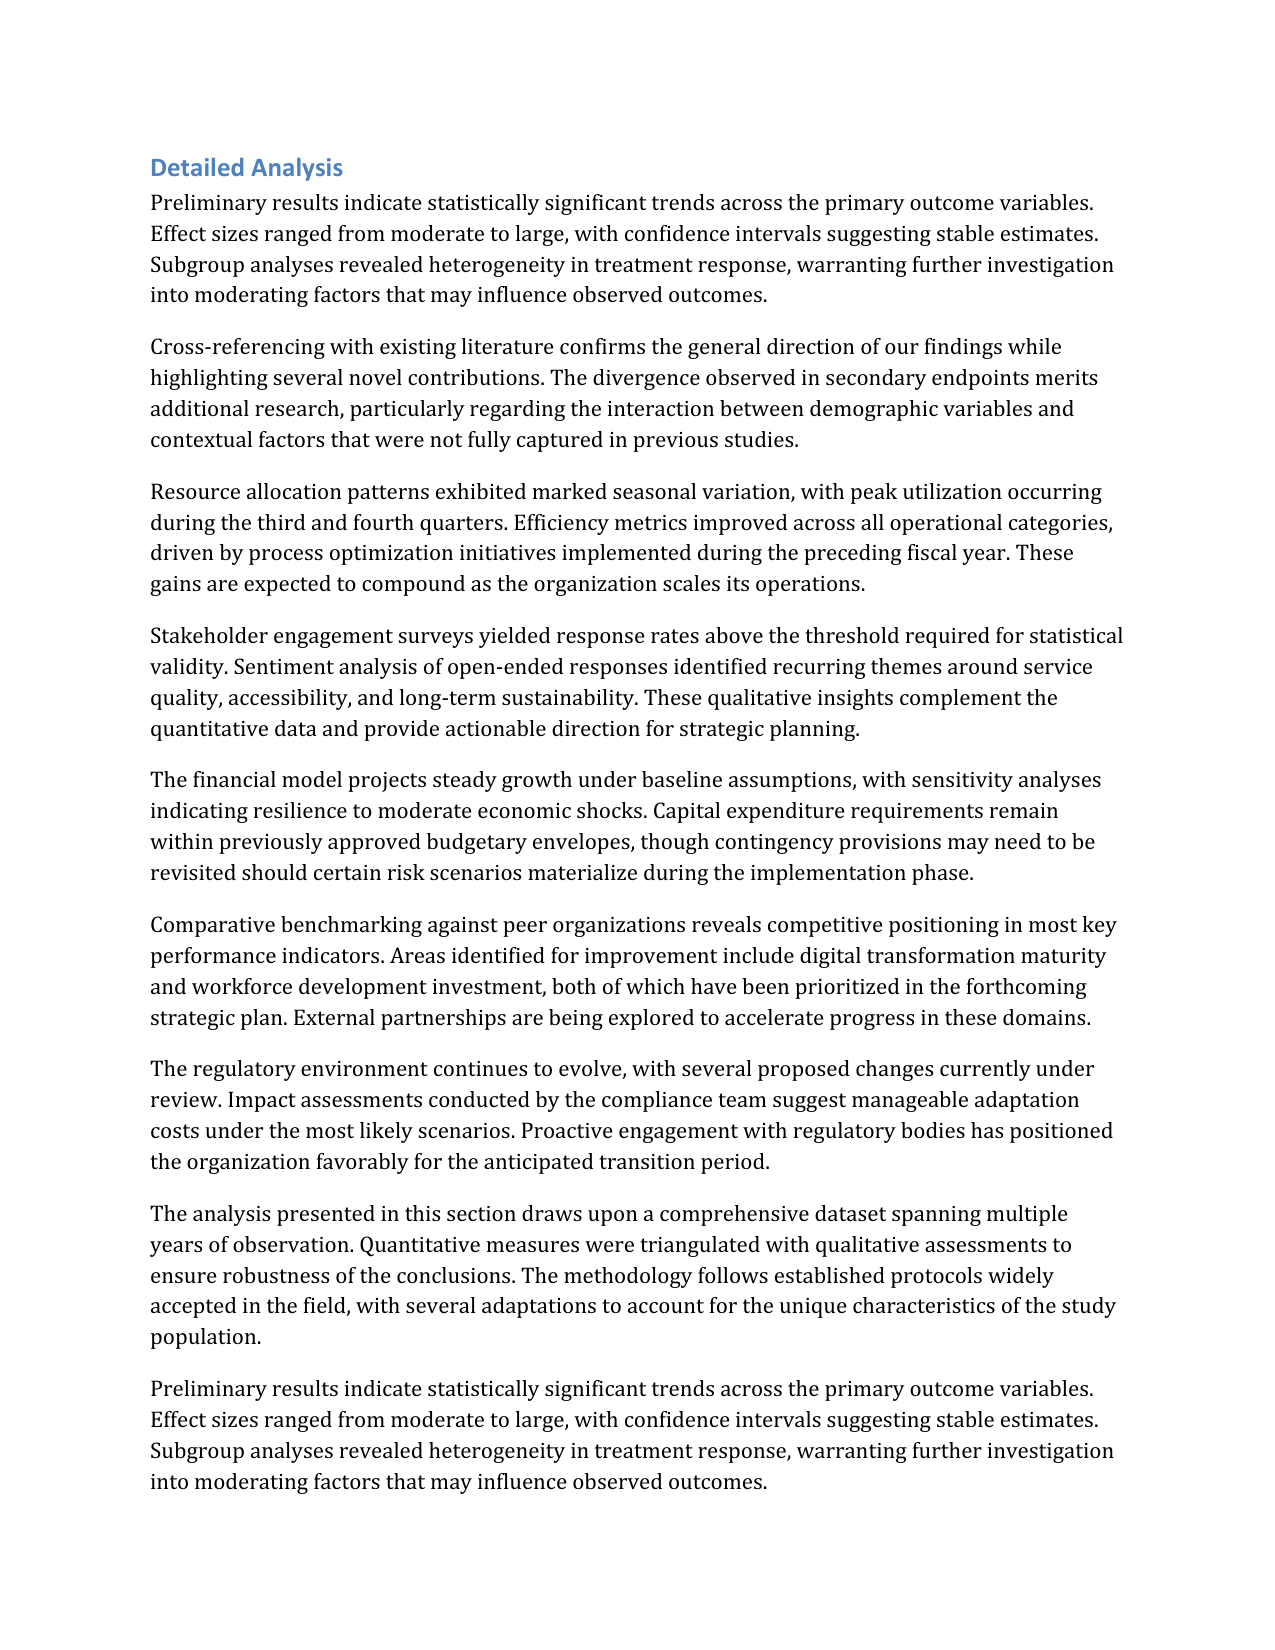 Detailed Analysis
Preliminary results indicate statistically significant trends across the primary outcome variables.
Effect sizes ranged from moderate to large, with confidence intervals suggesting stable estimates.
Subgroup analyses revealed heterogeneity in treatment response, warranting further investigation
into moderating factors that may influence observed outcomes.
Cross-referencing with existing literature confirms the general direction of our findings while
highlighting several novel contributions. The divergence observed in secondary endpoints merits
additional research, particularly regarding the interaction between demographic variables and
contextual factors that were not fully captured in previous studies.
Resource allocation patterns exhibited marked seasonal variation, with peak utilization occurring
during the third and fourth quarters. Efficiency metrics improved across all operational categories,
driven by process optimization initiatives implemented during the preceding fiscal year. These
gains are expected to compound as the organization scales its operations.
Stakeholder engagement surveys yielded response rates above the threshold required for statistical
validity. Sentiment analysis of open-ended responses identified recurring themes around service
quality, accessibility, and long-term sustainability. These qualitative insights complement the
quantitative data and provide actionable direction for strategic planning.
The financial model projects steady growth under baseline assumptions, with sensitivity analyses
indicating resilience to moderate economic shocks. Capital expenditure requirements remain
within previously approved budgetary envelopes, though contingency provisions may need to be
revisited should certain risk scenarios materialize during the implementation phase.
Comparative benchmarking against peer organizations reveals competitive positioning in most key
performance indicators. Areas identified for improvement include digital transformation maturity
and workforce development investment, both of which have been prioritized in the forthcoming
strategic plan. External partnerships are being explored to accelerate progress in these domains.
The regulatory environment continues to evolve, with several proposed changes currently under
review. Impact assessments conducted by the compliance team suggest manageable adaptation
costs under the most likely scenarios. Proactive engagement with regulatory bodies has positioned
the organization favorably for the anticipated transition period.
The analysis presented in this section draws upon a comprehensive dataset spanning multiple
years of observation. Quantitative measures were triangulated with qualitative assessments to
ensure robustness of the conclusions. The methodology follows established protocols widely
accepted in the field, with several adaptations to account for the unique characteristics of the study
population.
Preliminary results indicate statistically significant trends across the primary outcome variables.
Effect sizes ranged from moderate to large, with confidence intervals suggesting stable estimates.
Subgroup analyses revealed heterogeneity in treatment response, warranting further investigation
into moderating factors that may influence observed outcomes.